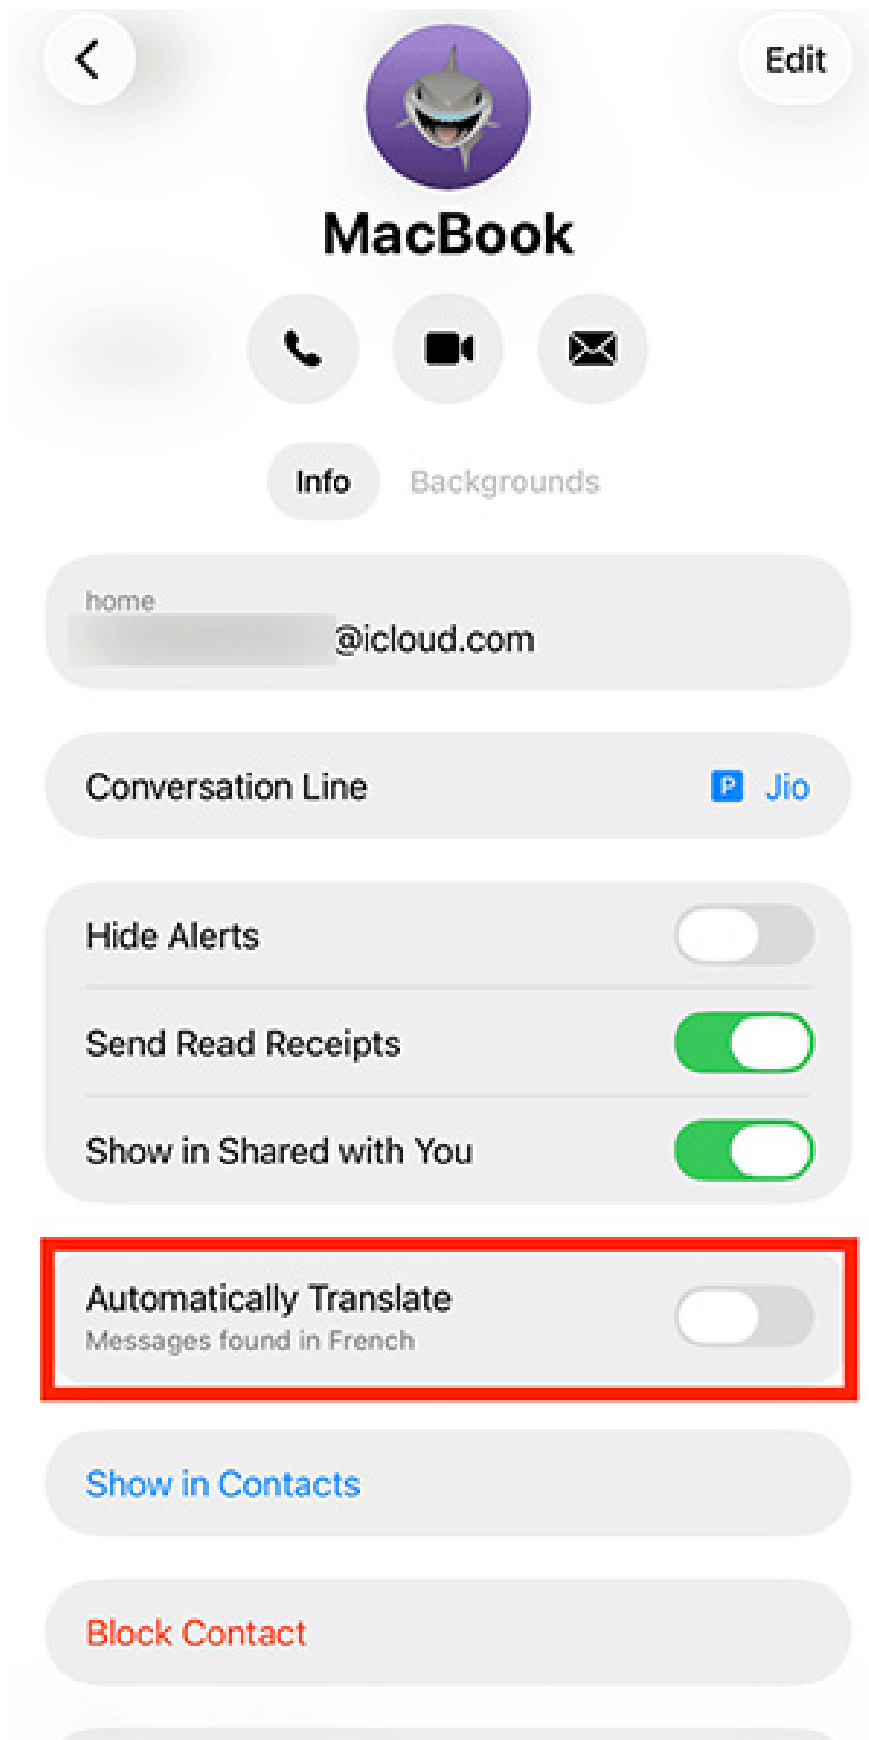 Edit
MacBook
Info Backgrounds
home
@icloud.com
Conversation Line P Jio
Hide Alerts
Send Read Receipts
Show in Shared with You
Automatically Translate
Messages found in French
Show in Contacts
Block Contact